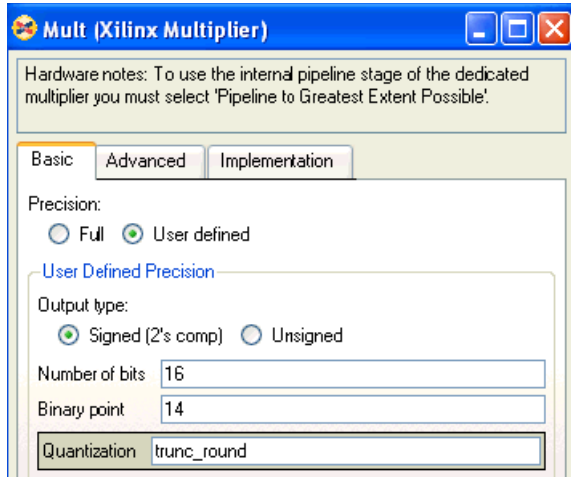 Mult (Xilinx Multiplier)
Hardware notes: To use the internal pipeline stage of the dedicated
multiplier you must select 'Pipeline to Greatest Extent Possible'.
Basic Advanced Implementation
Precision:
Full User defined
User Defined Precision
Output type:
Signed (2's comp) Unsigned
Number of bits 16
Binary point 14
Quantization trunc_round